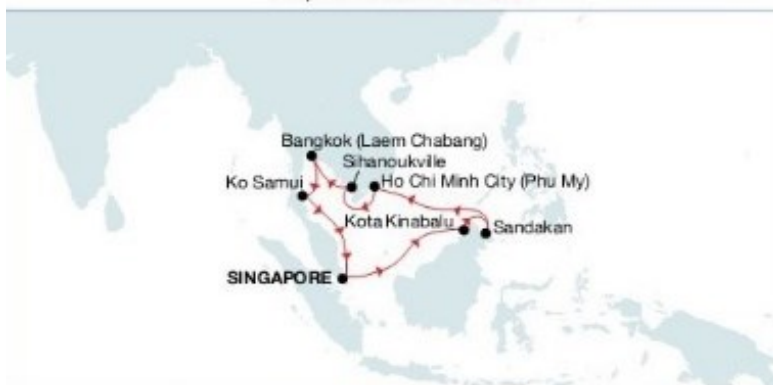 Bangkok (Laem Chabang)
Sihanoukville
Ko Samui
Ho Chi Minh City (Phu My)
Kota Kinabalu
Sandakan
SINGAPORE